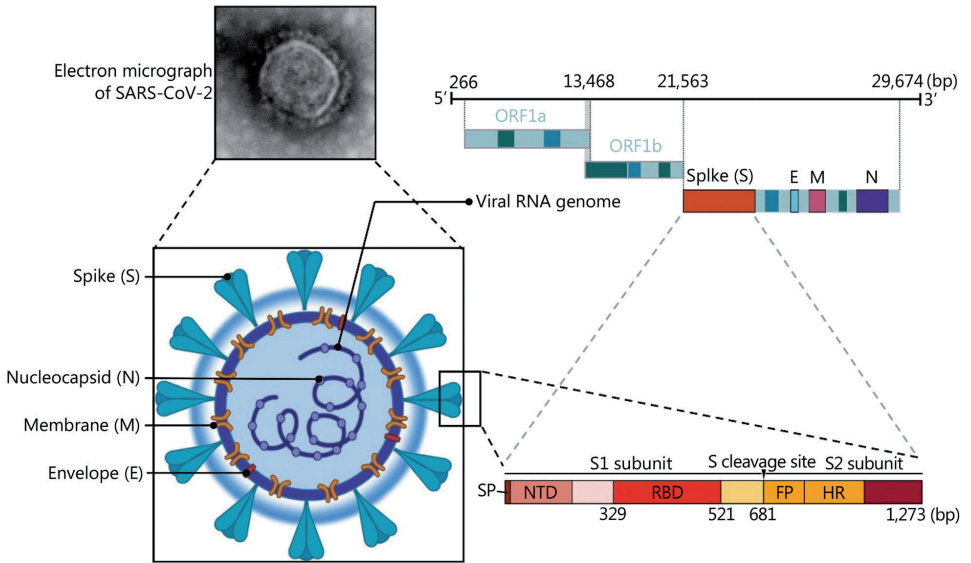 Electron micrograph
of SARS-CoV-2
266 13,468 21,563 29,674 (bp)
5′ 3′
ORF1a
ORF1b
Splke (S) E M N
Viral RNA genome
Spike (S)
Nucleocapsid (N)
Membrane (M)
Envelope (E)
S1 subunit S cleavage site S2 subunit
SP NTD RBD FP HR
329 521 681 1,273 (bp)